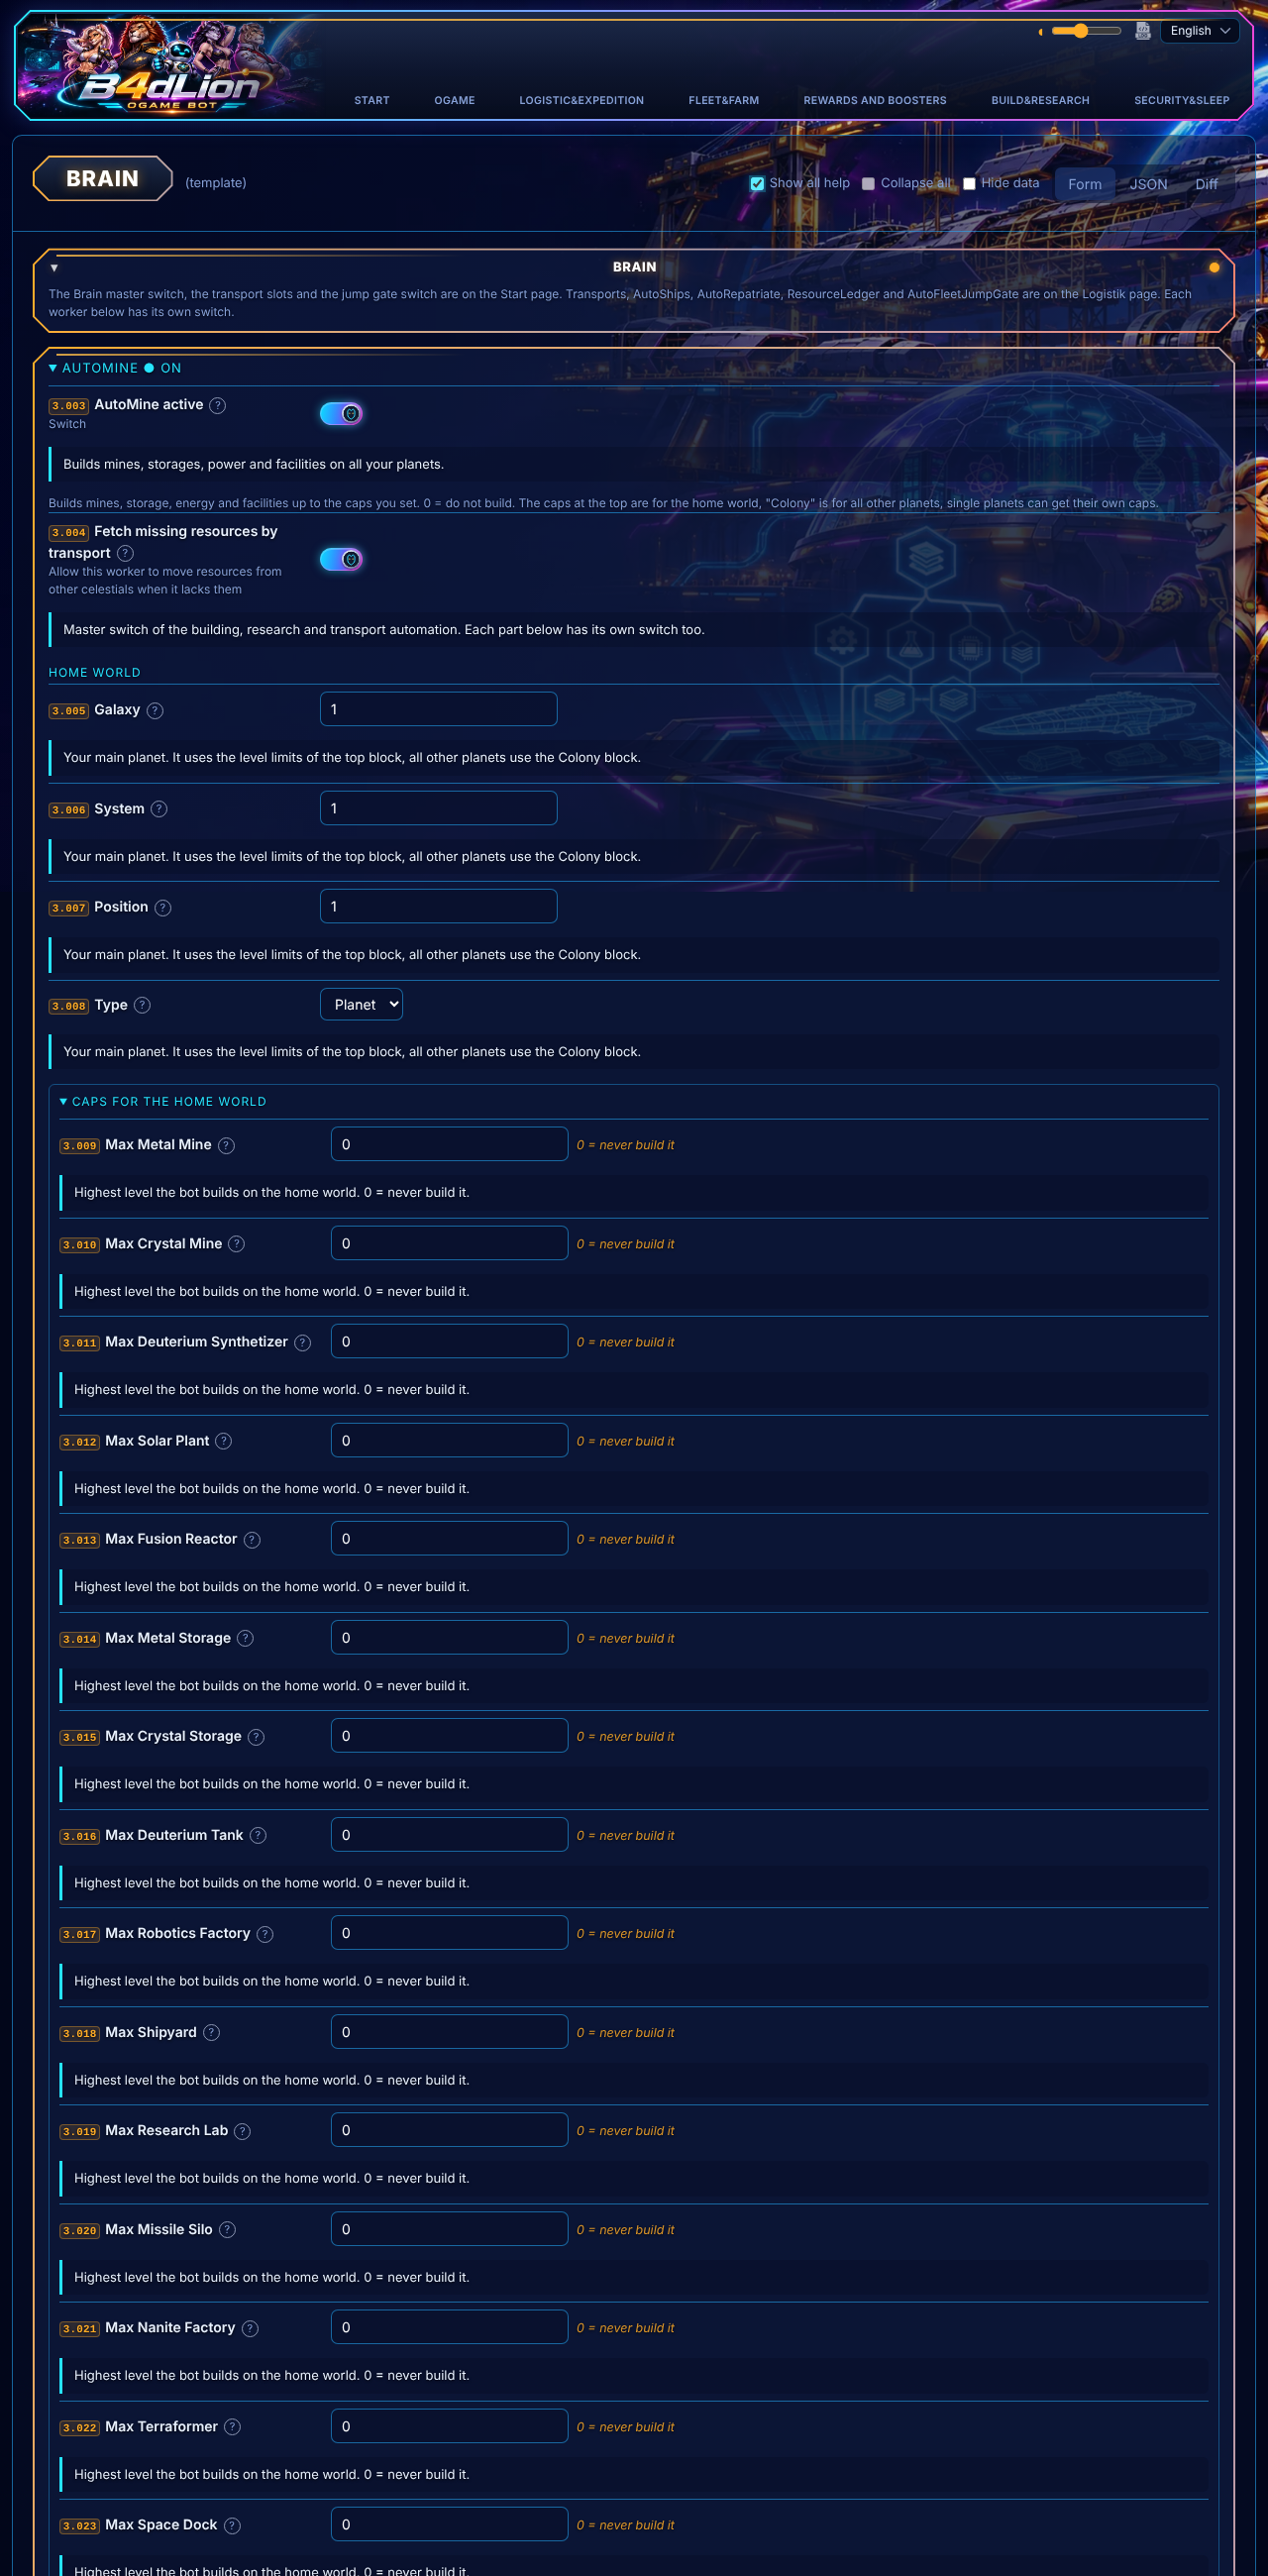 B4dLion
OGAME BOT
English
START
OGAME
LOGISTIC&EXPEDITION
FLEET&FARM
REWARDS AND BOOSTERS
BUILD&RESEARCH
SECURITY&SLEEP
BRAIN
(template)
Show all help
Collapse all
Hide data
Form
JSON
Diff
BRAIN
The Brain master switch, the transport slots and the jump gate switch are on the Start page. Transports, AutoShips, AutoRepatriate, ResourceLedger and AutoFleetJumpGate are on the Logistik page. Each
worker below has its own switch.
AUTOMINE ● ON
3.003 AutoMine active ?
Switch
Builds mines, storages, power and facilities on all your planets.
Builds mines, storage, energy and facilities up to the caps you set. 0 = do not build. The caps at the top are for the home world, "Colony" is for all other planets, single planets can get their own caps.
3.004 Fetch missing resources by
transport ?
Allow this worker to move resources from
other celestials when it lacks them
Master switch of the building, research and transport automation. Each part below has its own switch too.
HOME WORLD
3.005 Galaxy ? 1
Your main planet. It uses the level limits of the top block, all other planets use the Colony block.
3.006 System ? 1
Your main planet. It uses the level limits of the top block, all other planets use the Colony block.
3.007 Position ? 1
Your main planet. It uses the level limits of the top block, all other planets use the Colony block.
3.008 Type ? Planet
Your main planet. It uses the level limits of the top block, all other planets use the Colony block.
CAPS FOR THE HOME WORLD
3.009 Max Metal Mine ? 0 0 = never build it
Highest level the bot builds on the home world. 0 = never build it.
3.010 Max Crystal Mine ? 0 0 = never build it
Highest level the bot builds on the home world. 0 = never build it.
3.011 Max Deuterium Synthetizer ? 0 0 = never build it
Highest level the bot builds on the home world. 0 = never build it.
3.012 Max Solar Plant ? 0 0 = never build it
Highest level the bot builds on the home world. 0 = never build it.
3.013 Max Fusion Reactor ? 0 0 = never build it
Highest level the bot builds on the home world. 0 = never build it.
3.014 Max Metal Storage ? 0 0 = never build it
Highest level the bot builds on the home world. 0 = never build it.
3.015 Max Crystal Storage ? 0 0 = never build it
Highest level the bot builds on the home world. 0 = never build it.
3.016 Max Deuterium Tank ? 0 0 = never build it
Highest level the bot builds on the home world. 0 = never build it.
3.017 Max Robotics Factory ? 0 0 = never build it
Highest level the bot builds on the home world. 0 = never build it.
3.018 Max Shipyard ? 0 0 = never build it
Highest level the bot builds on the home world. 0 = never build it.
3.019 Max Research Lab ? 0 0 = never build it
Highest level the bot builds on the home world. 0 = never build it.
3.020 Max Missile Silo ? 0 0 = never build it
Highest level the bot builds on the home world. 0 = never build it.
3.021 Max Nanite Factory ? 0 0 = never build it
Highest level the bot builds on the home world. 0 = never build it.
3.022 Max Terraformer ? 0 0 = never build it
Highest level the bot builds on the home world. 0 = never build it.
3.023 Max Space Dock ? 0 0 = never build it
Highest level the bot builds on the home world. 0 = never build it.